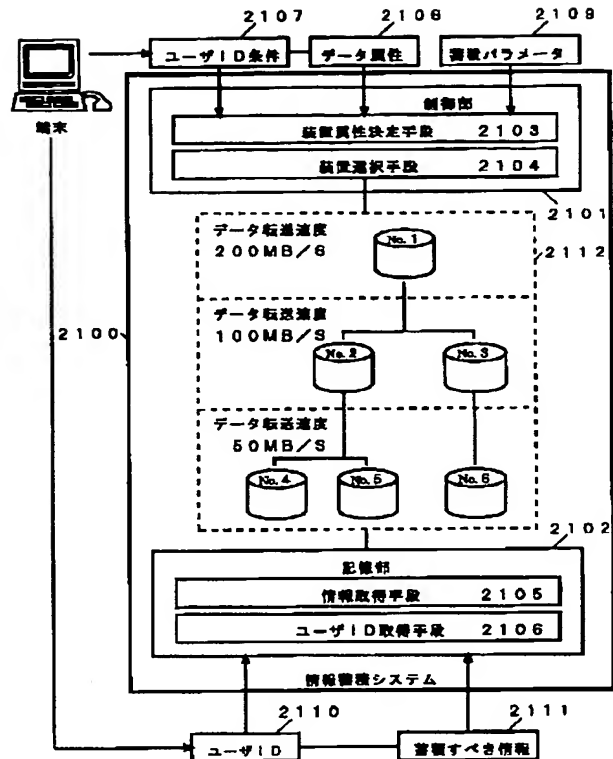 2107
2108
2109
ユーザID条件
データ属性
蓄積パラメータ
端末
制御部
装置属性決定手段 2103
装置選択手段 2104
2101
データ転送速度
200MB/S
No.1
2112
2100
データ転送速度
100MB/S
No.2
No.3
データ転送速度
50MB/S
No.4
No.5
No.6
2102
記憶部
情報取得手段 2105
ユーザID取得手段 2106
情報蓄積システム
2110
2111
ユーザID
蓄積すべき情報